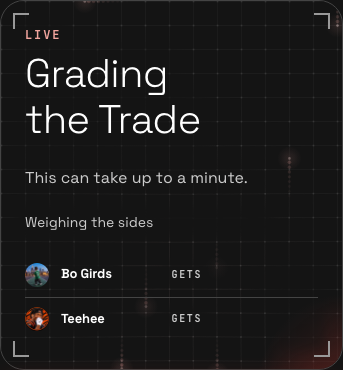 LIVE
Grading
the Trade
This can take up to a minute.
Weighing the sides
Bo Girds GETS
Teehee GETS